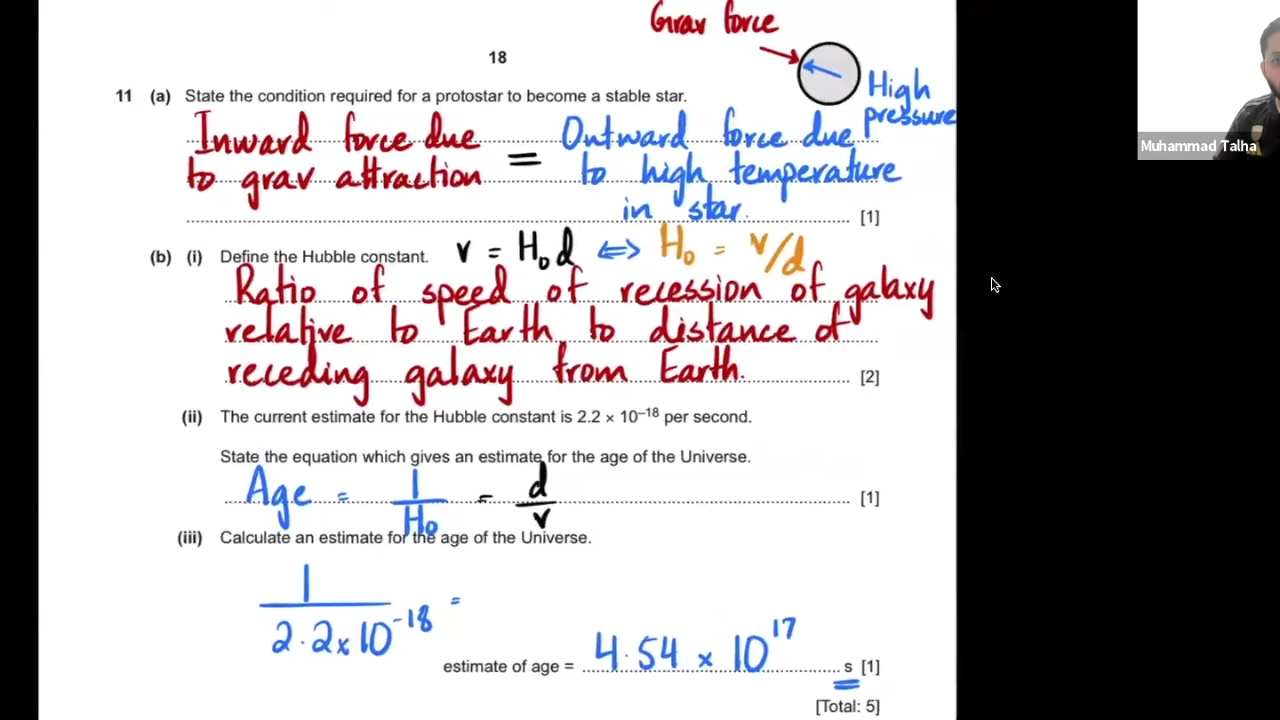 Grav force
18
High
pressure
Muhammad Talha
11 (a) State the condition required for a protostar to become a stable star.
Inward force due = Outward force due
to grav attraction to high temperature
in star.
[1]
(b) (i) Define the Hubble constant. v = H₀d ⇔ H₀ = v/d
Ratio of speed of recession of galaxy
relative to Earth to distance of
receding galaxy from Earth. [2]
(ii) The current estimate for the Hubble constant is 2.2 × 10⁻¹⁸ per second.
State the equation which gives an estimate for the age of the Universe.
Age = 1/H₀ = d/v [1]
(iii) Calculate an estimate for the age of the Universe.
1/2.2×10⁻¹⁸ =
estimate of age = 4.54 × 10¹⁷ s [1]
[Total: 5]